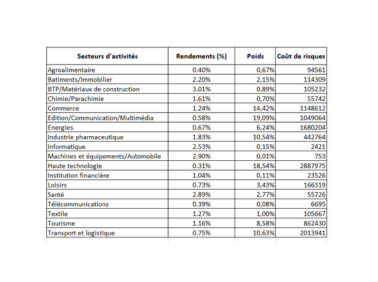 Secteurs d'activités Rendements (%) Poids Coût de risques
Agroalimentaire 0.40% 0,67% 94561
Batiments/Immobilier 2.20% 2,15% 114309
BTP/Matériaux de construction 3.01% 0,89% 105232
Chimie/Parachimie 1.61% 0,70% 55742
Commerce 1.24% 14,42% 1148612
Edition/Communication/Multimédia 0.58% 19,09% 1049064
Energies 0.67% 6,24% 1680204
Industrie pharmaceutique 1.83% 10,54% 442764
Informatique 2.53% 0,15% 2421
Machines et équipements/Automobile 2.90% 0,01% 753
Haute technologie 0.31% 18,54% 2887975
Institution financière 1.04% 0,11% 23526
Loisirs 0.73% 3,43% 166319
Santé 2.89% 2,77% 55726
Télécommunications 0.39% 0,08% 6695
Textile 1.27% 1,00% 105667
Tourisme 1.16% 8,58% 862430
Transport et logistique 0.75% 10,63% 2013941